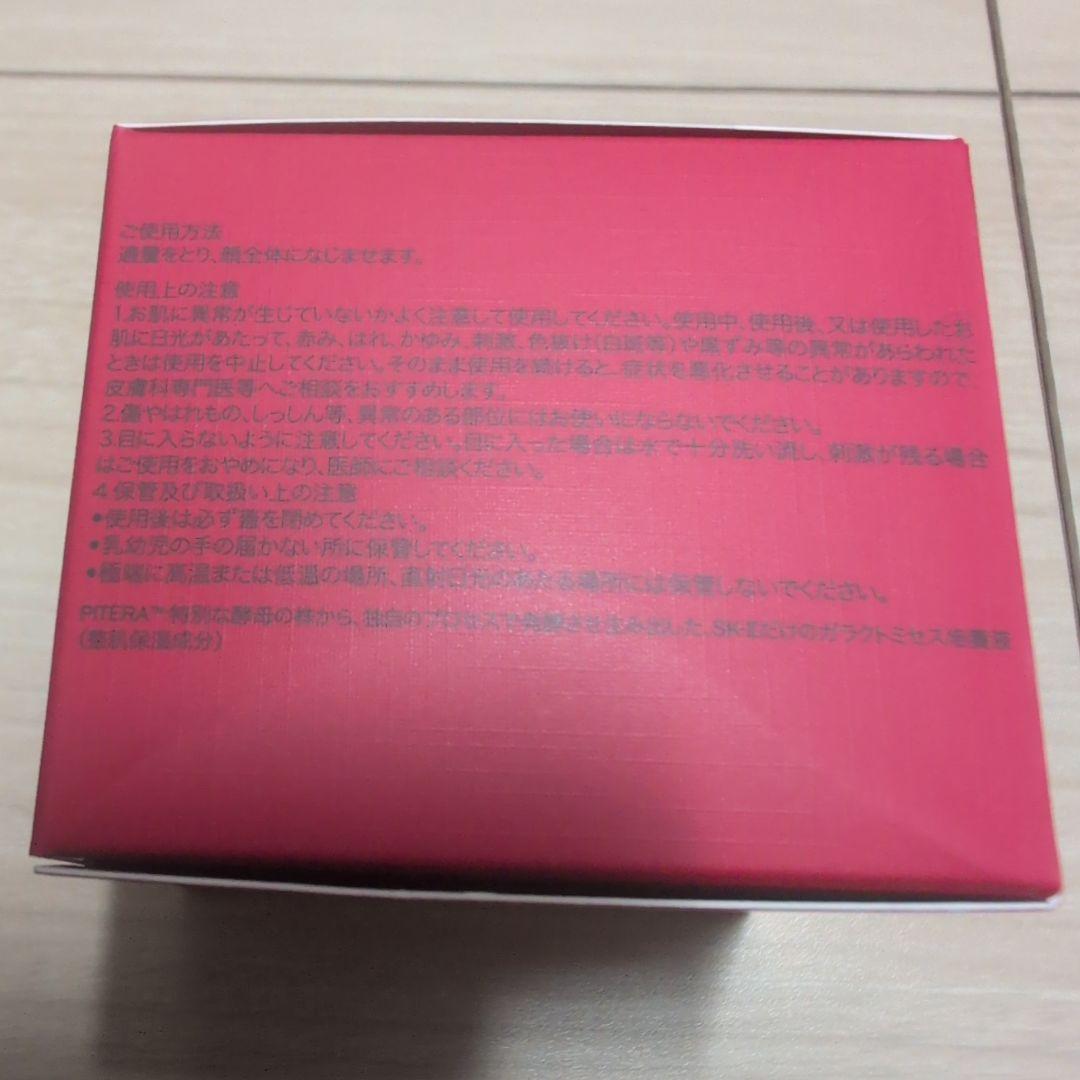 ご使用方法
適量をとり、顔全体になじませます。
使用上の注意
1.お肌に異常が生じていないかよく注意して使用してください。使用中、使用後、又は使用したお
肌に日光があたって、赤み、はれ、かゆみ、刺激、色抜け(白斑等)や黒ずみ等の異常があらわれた
ときは使用を中止してください。そのまま使用を続けると、症状を悪化させることがありますので、
皮膚科専門医等へご相談をおすすめします。
2.傷やはれもの、しっしん等、異常のある部位にはお使いにならないでください。
3.目に入らないように注意してください。目に入った場合は水で十分洗い流し、刺激が残る場合
はご使用をおやめになり、医師にご相談ください。
4.保管及び取扱い上の注意
•使用後は必ず蓋を閉めてください。
•乳幼児の手の届かない所に保管してください。
•極端に高温または低温の場所、直射日光のあたる場所には保管しないでください。
PITERA™特別な酵母の株から、独自のプロセスで発酵させ生み出した、SK-IIだけのガラクトミセス培養液
(整肌保湿成分)